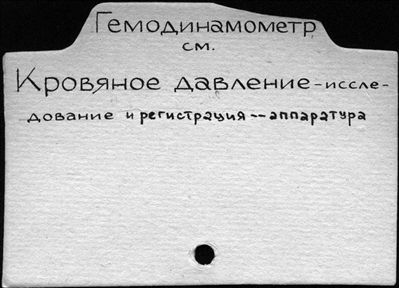 Гемодинамометр
см.
Кровяное давление-иссле-
дование и регистрация--аппаратура